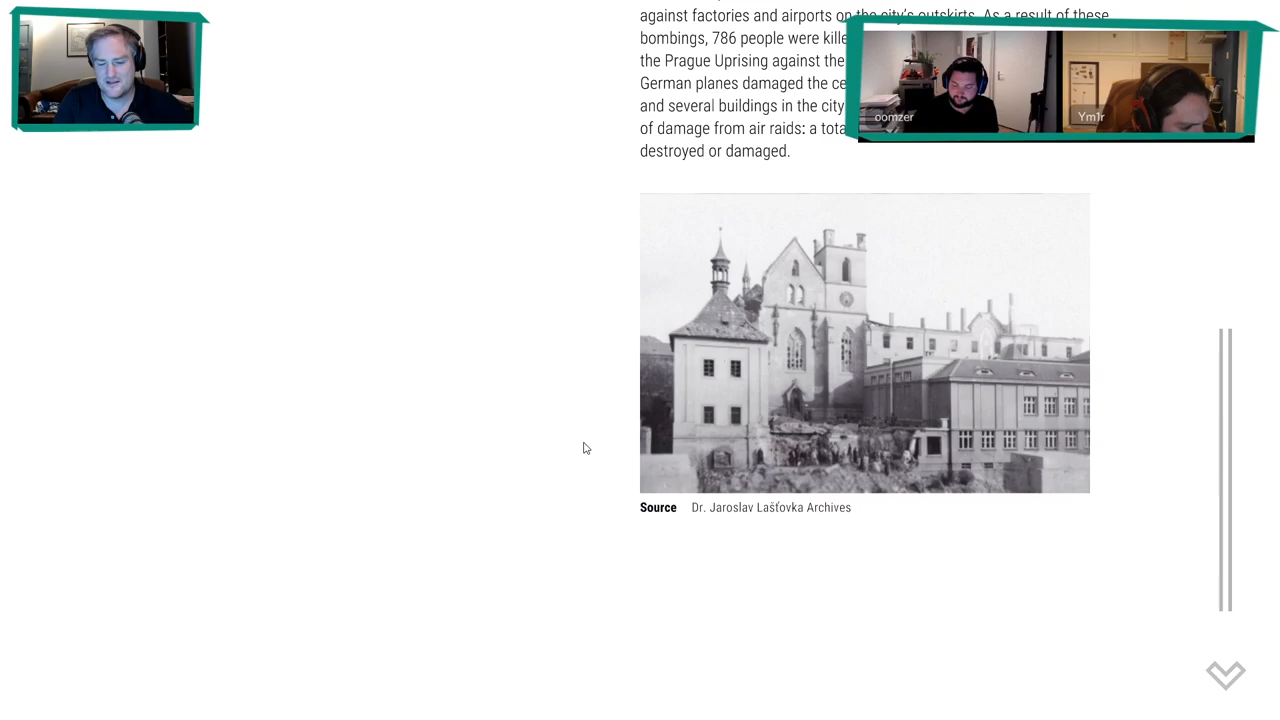 against factories and airports on the city's outskirts. As a result of these
bombings, 786 people were kille
the Prague Uprising against the
German planes damaged the ce
and several buildings in the city
of damage from air raids: a tota
destroyed or damaged.
oomzer
Ym1r
Source Dr. Jaroslav Lašťovka Archives